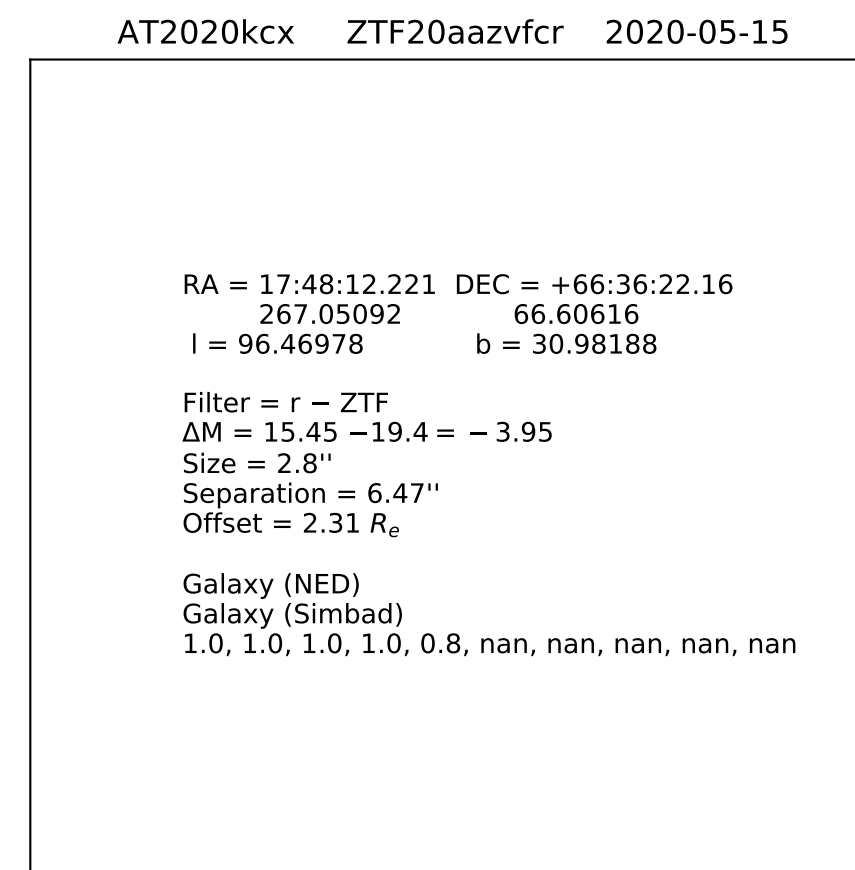 AT2020kcx ZTF20aazvfcr 2020-05-15
RA = 17:48:12.221 DEC = +66:36:22.16
267.05092 66.60616
l = 96.46978 b = 30.98188
Filter = r − ZTF
ΔM = 15.45 −19.4 = − 3.95
Size = 2.8''
Separation = 6.47''
Offset = 2.31 Re
Galaxy (NED)
Galaxy (Simbad)
1.0, 1.0, 1.0, 1.0, 0.8, nan, nan, nan, nan, nan